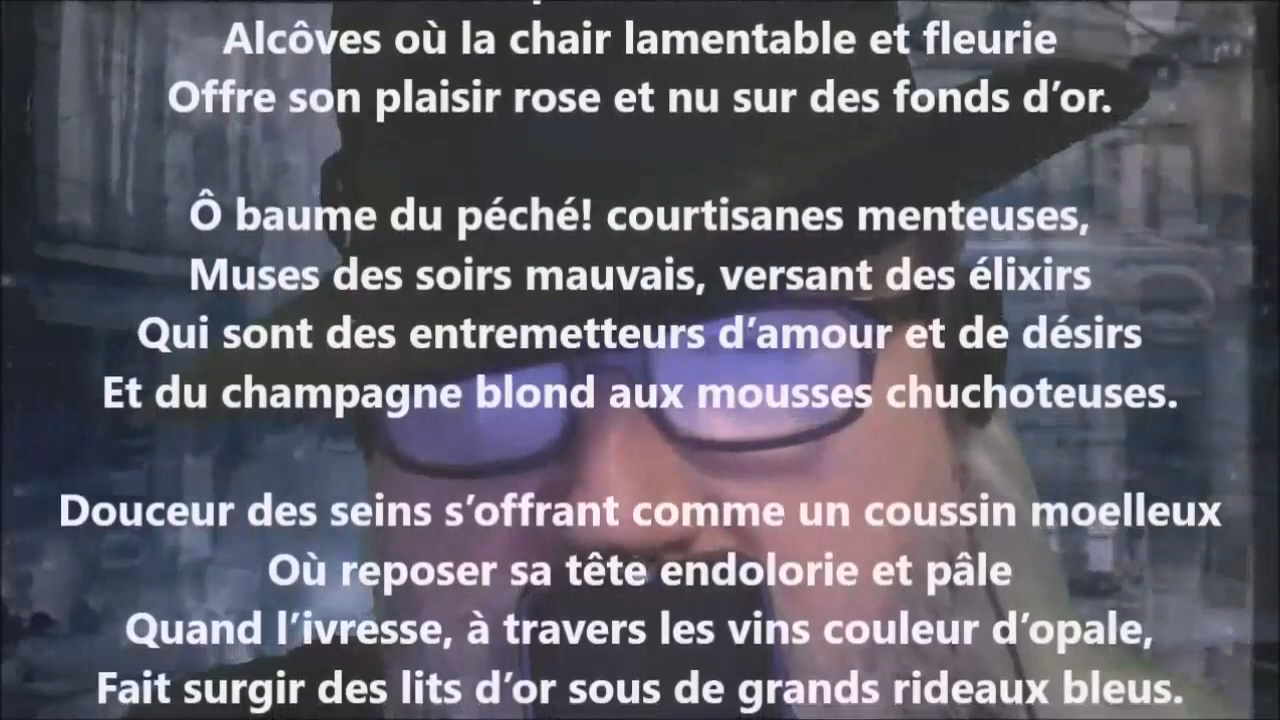 Alcôves où la chair lamentable et fleurie
Offre son plaisir rose et nu sur des fonds d’or.
Ô baume du péché! courtisanes menteuses,
Muses des soirs mauvais, versant des élixirs
Qui sont des entremetteurs d’amour et de désirs
Et du champagne blond aux mousses chuchoteuses.
Douceur des seins s’offrant comme un coussin moelleux
Où reposer sa tête endolorie et pâle
Quand l’ivresse, à travers les vins couleur d’opale,
Fait surgir des lits d’or sous de grands rideaux bleus.